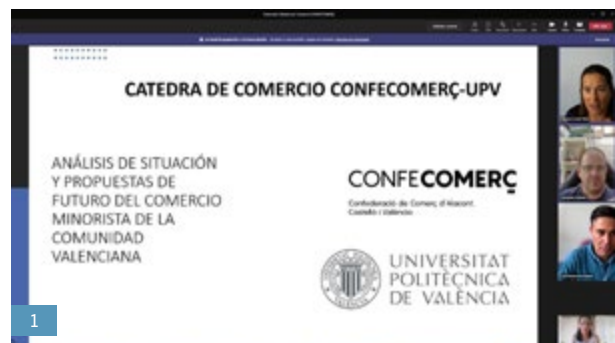 CATEDRA DE COMERCIO CONFECOMERÇ-UPV
ANÁLISIS DE SITUACIÓN
Y PROPUESTAS DE
FUTURO DEL COMERCIO
MINORISTA DE LA
COMUNIDAD
VALENCIANA
CONFECOMERÇ
Confederació de Comerç d'Alacant,
Castelló i València
UNIVERSITAT
POLITÈCNICA
DE VALÈNCIA
1